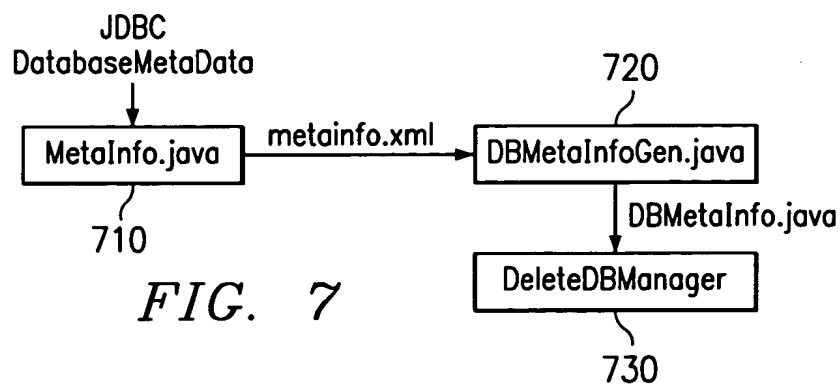 JDBC
DatabaseMetaData
720
MetaInfo.java
metainfo.xml
DBMetaInfoGen.java
710
DBMetaInfo.java
DeleteDBManager
FIG. 7
730